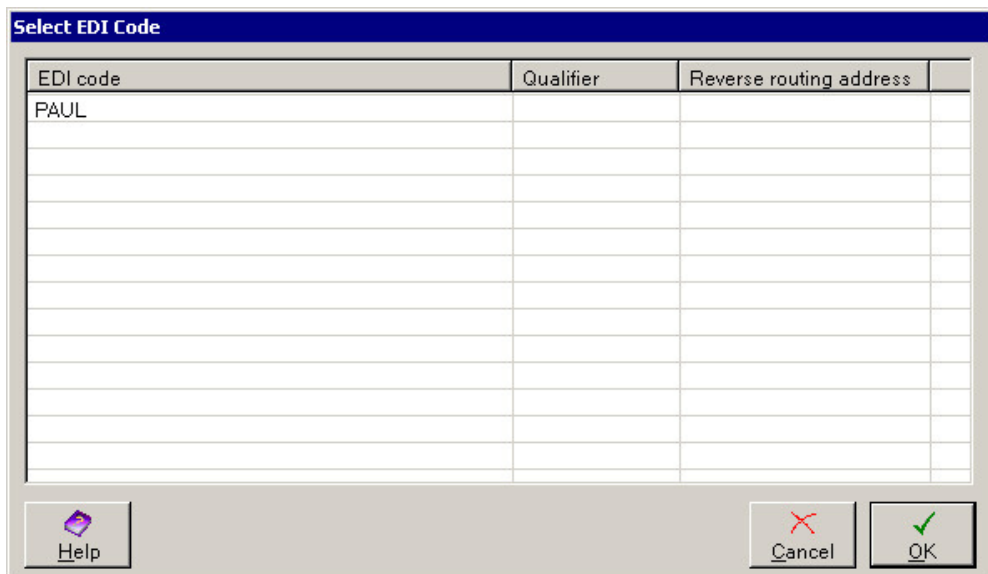 Select EDI Code
EDI code Qualifier Reverse routing address
PAUL
Help Cancel OK